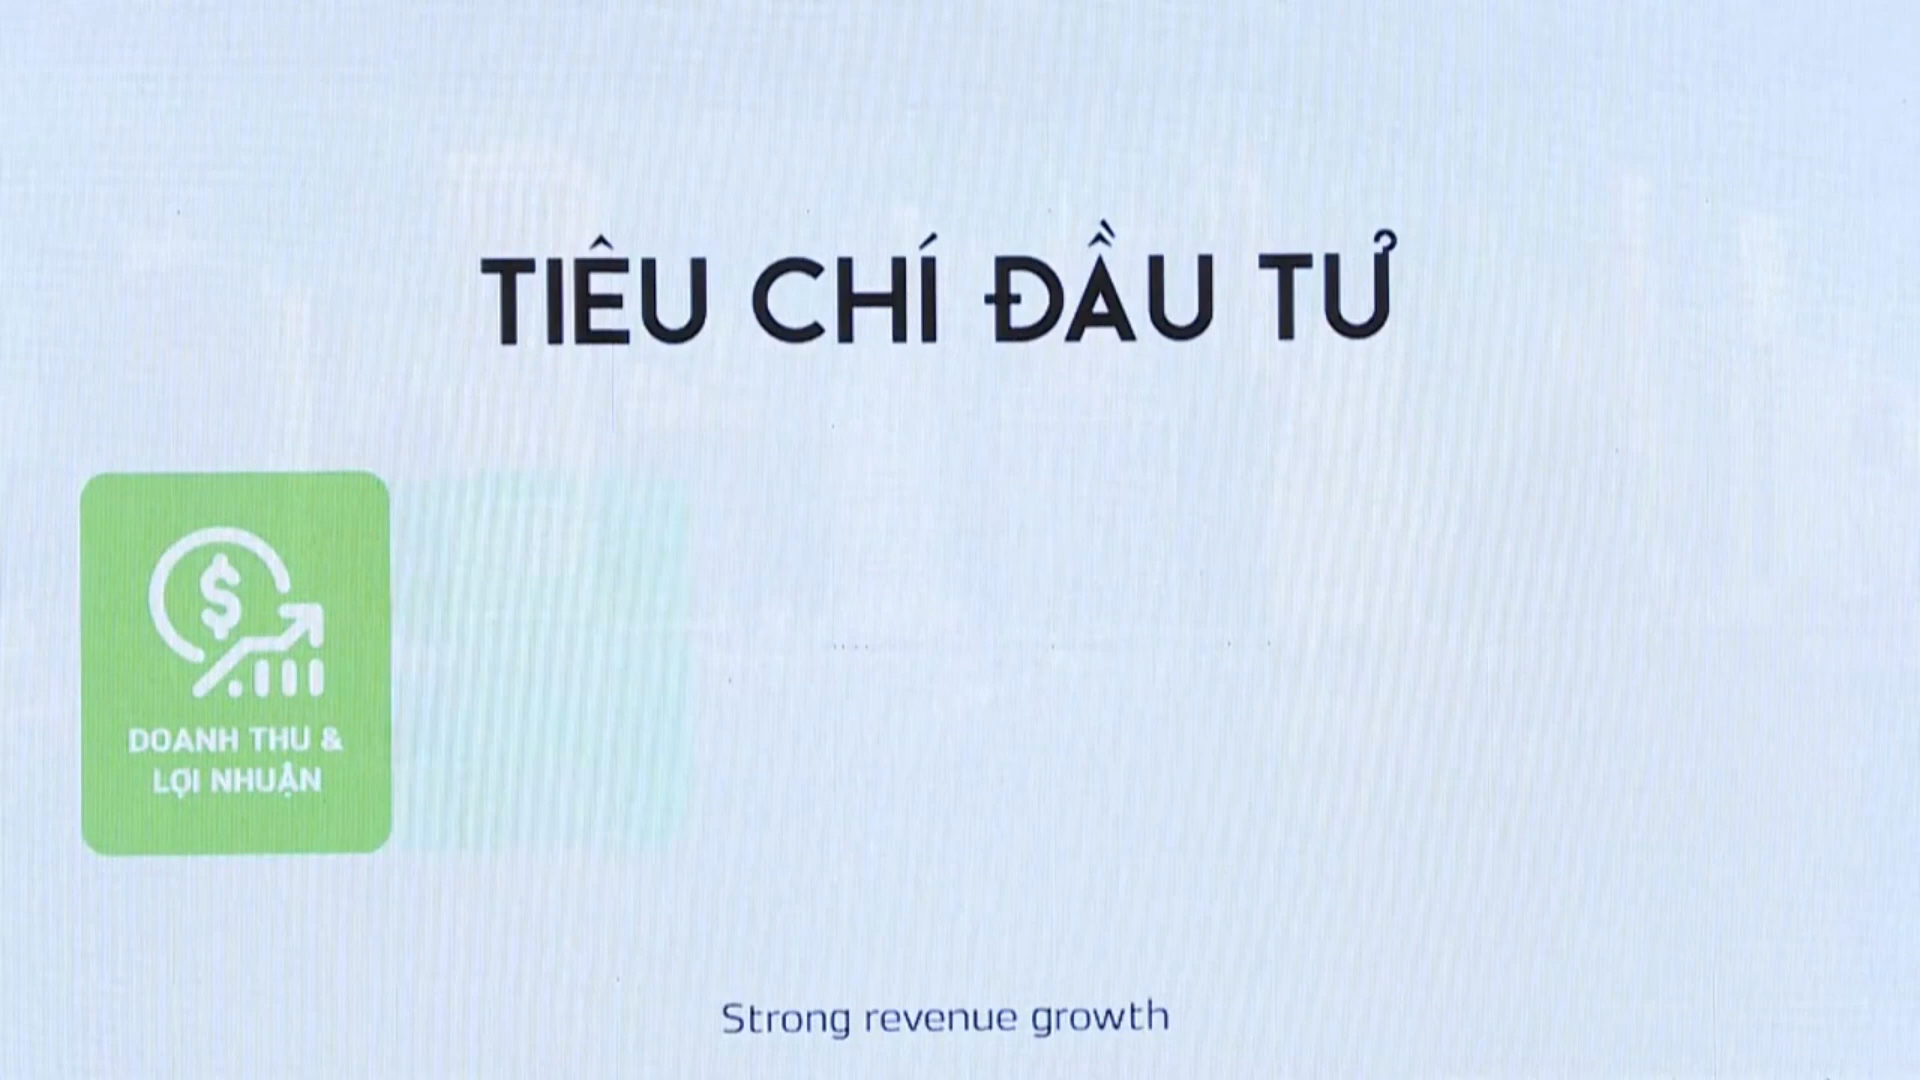 TIÊU CHÍ ĐẦU TƯ
DOANH THU &
LỢI NHUẬN
Strong revenue growth